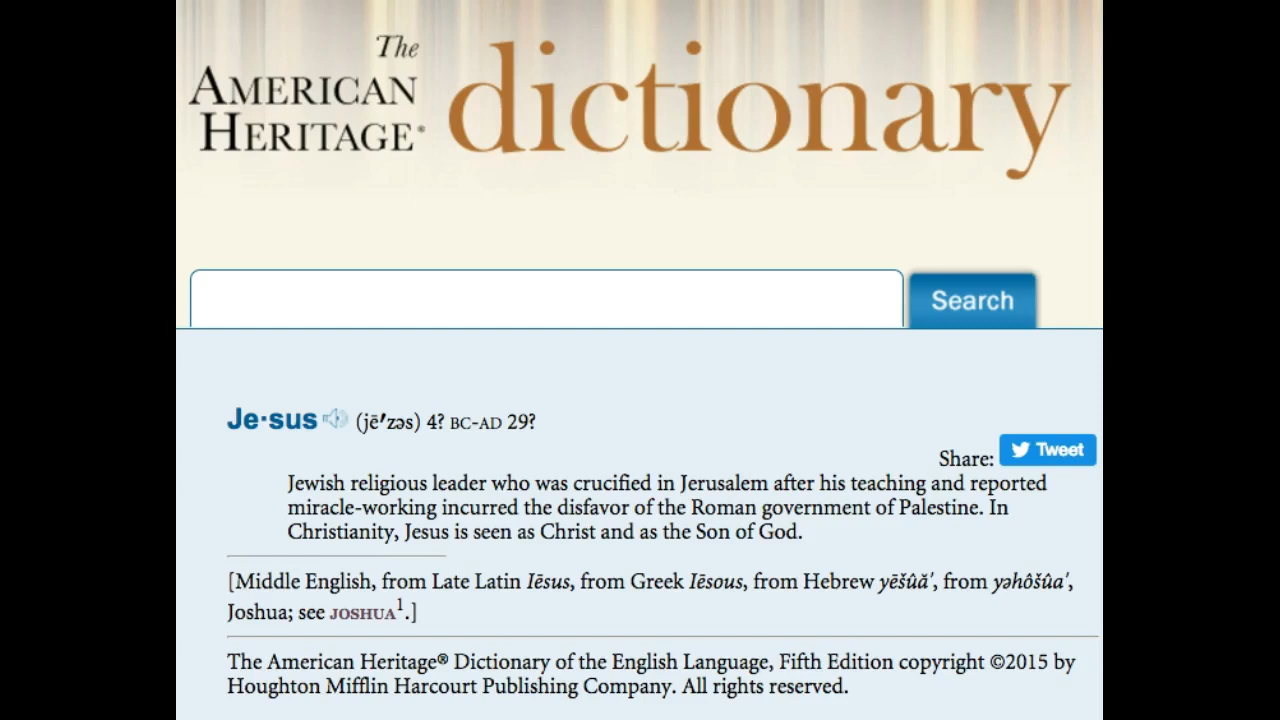 The
AMERICAN
HERITAGE®
dictionary
Search
Je·sus (jē′zəs) 4? BC-AD 29?
Share: Tweet
Jewish religious leader who was crucified in Jerusalem after his teaching and reported
miracle-working incurred the disfavor of the Roman government of Palestine. In
Christianity, Jesus is seen as Christ and as the Son of God.
[Middle English, from Late Latin Iēsus, from Greek Iēsous, from Hebrew yēšûă', from yəhôšûa',
Joshua; see JOSHUA1.]
The American Heritage® Dictionary of the English Language, Fifth Edition copyright ©2015 by
Houghton Mifflin Harcourt Publishing Company. All rights reserved.